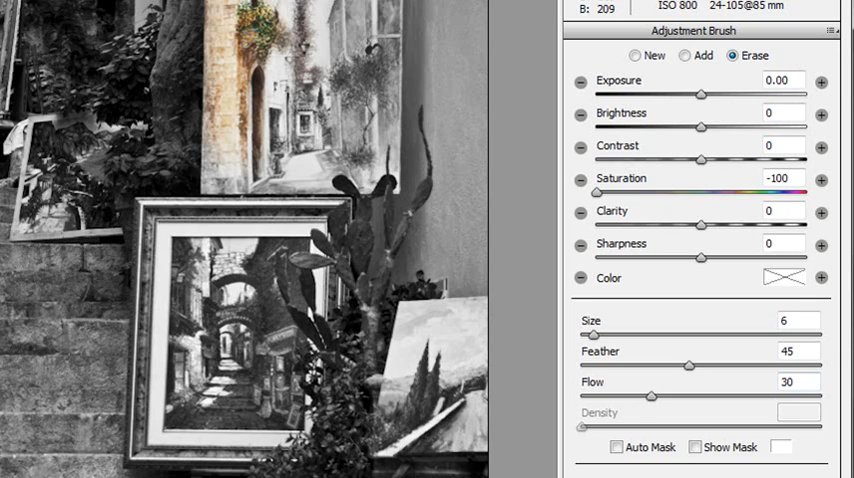 B: 209 ISO 800 24-105@85 mm
Adjustment Brush
New Add Erase
Exposure 0.00
Brightness 0
Contrast 0
Saturation -100
Clarity 0
Sharpness 0
Color
Size 6
Feather 45
Flow 30
Density
Auto Mask Show Mask